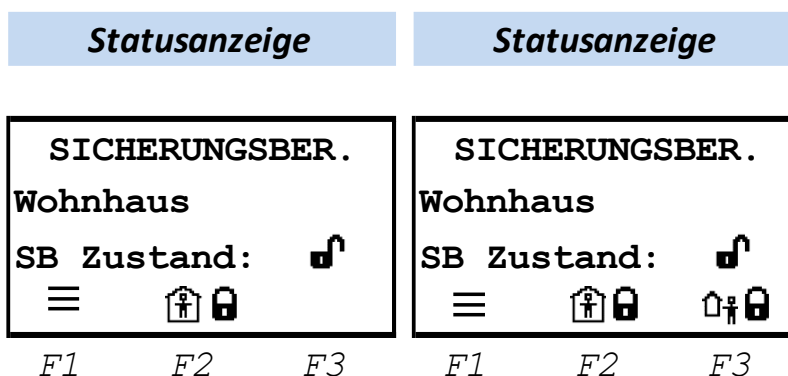 Statusanzeige
SICHERUNGSBER.
Wohnhaus
SB Zustand:
F1 F2 F3
Statusanzeige
SICHERUNGSBER.
Wohnhaus
SB Zustand:
F1 F2 F3